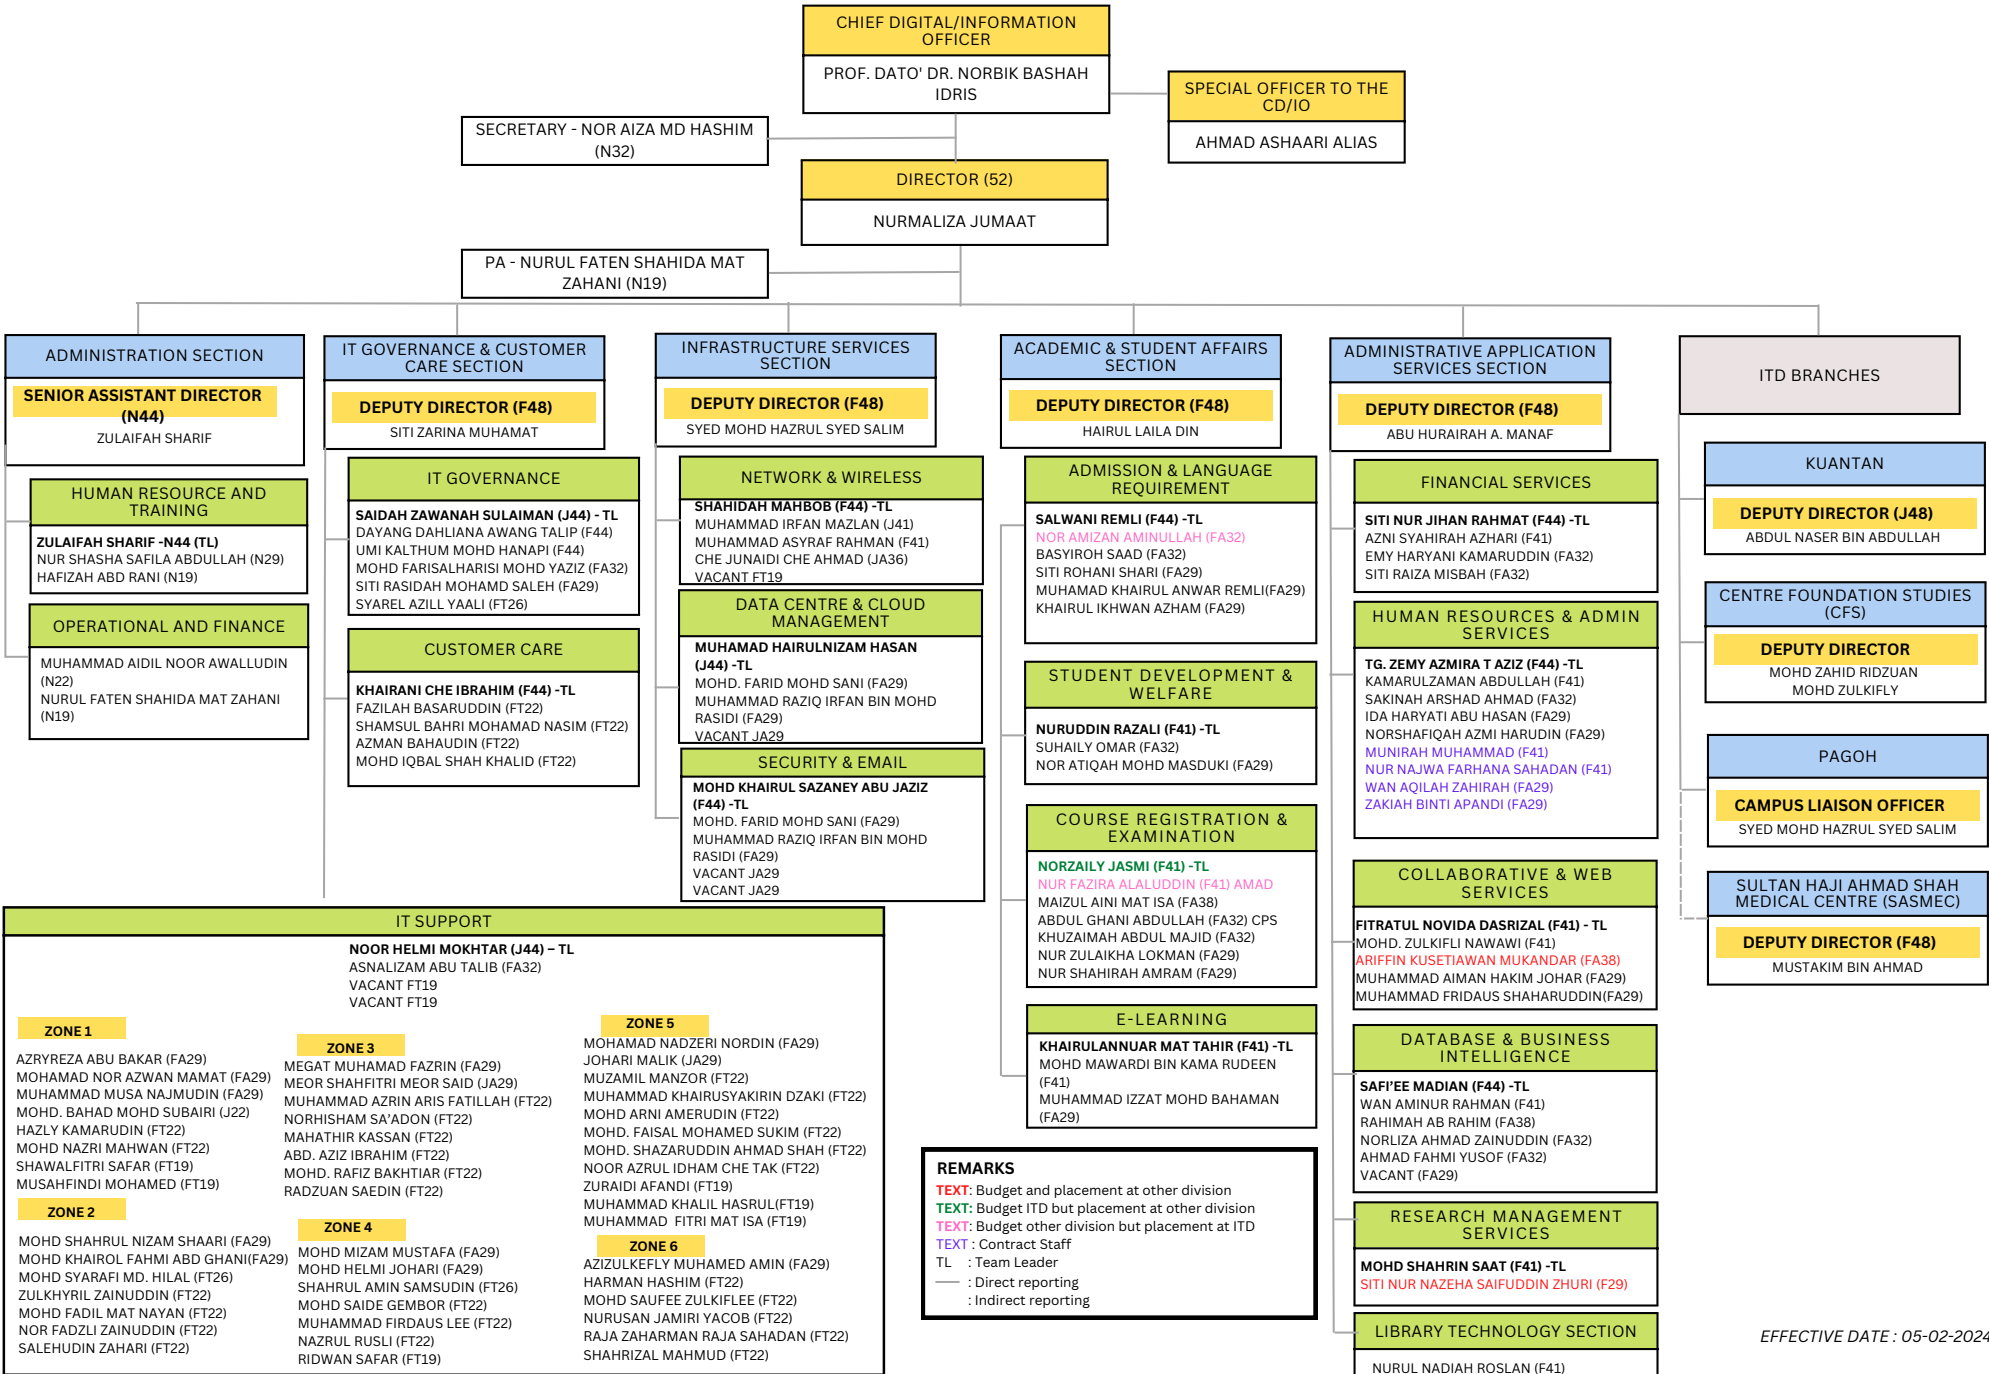 CHIEF DIGITAL/INFORMATION
OFFICER
PROF. DATO' DR. NORBIK BASHAH
IDRIS
SPECIAL OFFICER TO THE
CD/IO
AHMAD ASHAARI ALIAS
SECRETARY - NOR AIZA MD HASHIM
(N32)
DIRECTOR (52)
NURMALIZA JUMAAT
PA - NURUL FATEN SHAHIDA MAT
ZAHANI (N19)
ADMINISTRATION SECTION
SENIOR ASSISTANT DIRECTOR
(N44)
ZULAIFAH SHARIF
HUMAN RESOURCE AND
TRAINING
ZULAIFAH SHARIF -N44 (TL)
NUR SHASHA SAFILA ABDULLAH (N29)
HAFIZAH ABD RANI (N19)
OPERATIONAL AND FINANCE
MUHAMMAD AIDIL NOOR AWALLUDIN
(N22)
NURUL FATEN SHAHIDA MAT ZAHANI
(N19)
IT GOVERNANCE & CUSTOMER
CARE SECTION
DEPUTY DIRECTOR (F48)
SITI ZARINA MUHAMAT
IT GOVERNANCE
SAIDAH ZAWANAH SULAIMAN (J44) - TL
DAYANG DAHLIANA AWANG TALIP (F44)
UMI KALTHUM MOHD HANAPI (F44)
MOHD FARISALHARISI MOHD YAZIZ (FA32)
SITI RASIDAH MOHAMD SALEH (FA29)
SYAREL AZILL YAALI (FT26)
CUSTOMER CARE
KHAIRANI CHE IBRAHIM (F44) -TL
FAZILAH BASARUDDIN (FT22)
SHAMSUL BAHRI MOHAMAD NASIM (FT22)
AZMAN BAHAUDIN (FT22)
MOHD IQBAL SHAH KHALID (FT22)
INFRASTRUCTURE SERVICES
SECTION
DEPUTY DIRECTOR (F48)
SYED MOHD HAZRUL SYED SALIM
NETWORK & WIRELESS
SHAHIDAH MAHBOB (F44) -TL
MUHAMMAD IRFAN MAZLAN (J41)
MUHAMMAD ASYRAF RAHMAN (F41)
CHE JUNAIDI CHE AHMAD (JA36)
VACANT FT19
DATA CENTRE & CLOUD
MANAGEMENT
MUHAMAD HAIRULNIZAM HASAN
(J44) -TL
MOHD. FARID MOHD SANI (FA29)
MUHAMMAD RAZIQ IRFAN BIN MOHD
RASIDI (FA29)
VACANT JA29
SECURITY & EMAIL
MOHD KHAIRUL SAZANEY ABU JAZIZ
(F44) -TL
MOHD. FARID MOHD SANI (FA29)
MUHAMMAD RAZIQ IRFAN BIN MOHD
RASIDI (FA29)
VACANT JA29
VACANT JA29
ACADEMIC & STUDENT AFFAIRS
SECTION
DEPUTY DIRECTOR (F48)
HAIRUL LAILA DIN
ADMISSION & LANGUAGE
REQUIREMENT
SALWANI REMLI (F44) -TL
NOR AMIZAN AMINULLAH (FA32)
BASYIROH SAAD (FA32)
SITI ROHANI SHARI (FA29)
MUHAMAD KHAIRUL ANWAR REMLI(FA29)
KHAIRUL IKHWAN AZHAM (FA29)
STUDENT DEVELOPMENT &
WELFARE
NURUDDIN RAZALI (F41) -TL
SUHAILY OMAR (FA32)
NOR ATIQAH MOHD MASDUKI (FA29)
COURSE REGISTRATION &
EXAMINATION
NORZAILY JASMI (F41) -TL
NUR FAZIRA ALALUDDIN (F41) AMAD
MAIZUL AINI MAT ISA (FA38)
ABDUL GHANI ABDULLAH (FA32) CPS
KHUZAIMAH ABDUL MAJID (FA32)
NUR ZULAIKHA LOKMAN (FA29)
NUR SHAHIRAH AMRAM (FA29)
E-LEARNING
KHAIRULANNUAR MAT TAHIR (F41) -TL
MOHD MAWARDI BIN KAMA RUDEEN
(F41)
MUHAMMAD IZZAT MOHD BAHAMAN
(FA29)
ADMINISTRATIVE APPLICATION
SERVICES SECTION
DEPUTY DIRECTOR (F48)
ABU HURAIRAH A. MANAF
FINANCIAL SERVICES
SITI NUR JIHAN RAHMAT (F44) -TL
AZNI SYAHIRAH AZHARI (F41)
EMY HARYANI KAMARUDDIN (FA32)
SITI RAIZA MISBAH (FA32)
HUMAN RESOURCES & ADMIN
SERVICES
TG. ZEMY AZMIRA T AZIZ (F44) -TL
KAMARULZAMAN ABDULLAH (F41)
SAKINAH ARSHAD AHMAD (FA32)
IDA HARYATI ABU HASAN (FA29)
NORSHAFIQAH AZMI HARUDIN (FA29)
MUNIRAH MUHAMMAD (F41)
NUR NAJWA FARHANA SAHADAN (F41)
WAN AQILAH ZAHIRAH (FA29)
ZAKIAH BINTI APANDI (FA29)
COLLABORATIVE & WEB
SERVICES
FITRATUL NOVIDA DASRIZAL (F41) - TL
MOHD. ZULKIFLI NAWAWI (F41)
ARIFFIN KUSETIAWAN MUKANDAR (FA38)
MUHAMMAD AIMAN HAKIM JOHAR (FA29)
MUHAMMAD FRIDAUS SHAHARUDDIN(FA29)
DATABASE & BUSINESS
INTELLIGENCE
SAFI'EE MADIAN (F44) -TL
WAN AMINUR RAHMAN (F41)
RAHIMAH AB RAHIM (FA38)
NORLIZA AHMAD ZAINUDDIN (FA32)
AHMAD FAHMI YUSOF (FA32)
VACANT (FA29)
RESEARCH MANAGEMENT
SERVICES
MOHD SHAHRIN SAAT (F41) -TL
SITI NUR NAZEHA SAIFUDDIN ZHURI (F29)
LIBRARY TECHNOLOGY SECTION
NURUL NADIAH ROSLAN (F41)
ITD BRANCHES
KUANTAN
DEPUTY DIRECTOR (J48)
ABDUL NASER BIN ABDULLAH
CENTRE FOUNDATION STUDIES
(CFS)
DEPUTY DIRECTOR
MOHD ZAHID RIDZUAN
MOHD ZULKIFLY
PAGOH
CAMPUS LIAISON OFFICER
SYED MOHD HAZRUL SYED SALIM
SULTAN HAJI AHMAD SHAH
MEDICAL CENTRE (SASMEC)
DEPUTY DIRECTOR (F48)
MUSTAKIM BIN AHMAD
IT SUPPORT
NOOR HELMI MOKHTAR (J44) – TL
ASNALIZAM ABU TALIB (FA32)
VACANT FT19
VACANT FT19
ZONE 1
AZRYREZA ABU BAKAR (FA29)
MOHAMAD NOR AZWAN MAMAT (FA29)
MUHAMMAD MUSA NAJMUDIN (FA29)
MOHD. BAHAD MOHD SUBAIRI (J22)
HAZLY KAMARUDIN (FT22)
MOHD NAZRI MAHWAN (FT22)
SHAWALFITRI SAFAR (FT19)
MUSAHFINDI MOHAMED (FT19)
ZONE 2
MOHD SHAHRUL NIZAM SHAARI (FA29)
MOHD KHAIROL FAHMI ABD GHANI(FA29)
MOHD SYARAFI MD. HILAL (FT26)
ZULKHYRIL ZAINUDDIN (FT22)
MOHD FADIL MAT NAYAN (FT22)
NOR FADZLI ZAINUDDIN (FT22)
SALEHUDIN ZAHARI (FT22)
ZONE 3
MEGAT MUHAMAD FAZRIN (FA29)
MEOR SHAHFITRI MEOR SAID (JA29)
MUHAMMAD AZRIN ARIS FATILLAH (FT22)
NORHISHAM SA'ADON (FT22)
MAHATHIR KASSAN (FT22)
ABD. AZIZ IBRAHIM (FT22)
MOHD. RAFIZ BAKHTIAR (FT22)
RADZUAN SAEDIN (FT22)
ZONE 4
MOHD MIZAM MUSTAFA (FA29)
MOHD HELMI JOHARI (FA29)
SHAHRUL AMIN SAMSUDIN (FT26)
MOHD SAIDE GEMBOR (FT22)
MUHAMMAD FIRDAUS LEE (FT22)
NAZRUL RUSLI (FT22)
RIDWAN SAFAR (FT19)
ZONE 5
MOHAMAD NADZERI NORDIN (FA29)
JOHARI MALIK (JA29)
MUZAMIL MANZOR (FT22)
MUHAMMAD KHAIRUSYAKIRIN DZAKI (FT22)
MOHD ARNI AMERUDIN (FT22)
MOHD. FAISAL MOHAMED SUKIM (FT22)
MOHD. SHAZARUDDIN AHMAD SHAH (FT22)
NOOR AZRUL IDHAM CHE TAK (FT22)
ZURAIDI AFANDI (FT19)
MUHAMMAD KHALIL HASRUL(FT19)
MUHAMMAD FITRI MAT ISA (FT19)
ZONE 6
AZIZULKEFLY MUHAMED AMIN (FA29)
HARMAN HASHIM (FT22)
MOHD SAUFEE ZULKIFLEE (FT22)
NURUSAN JAMIRI YACOB (FT22)
RAJA ZAHARMAN RAJA SAHADAN (FT22)
SHAHRIZAL MAHMUD (FT22)
REMARKS
TEXT: Budget and placement at other division
TEXT: Budget ITD but placement at other division
TEXT: Budget other division but placement at ITD
TEXT : Contract Staff
TL : Team Leader
: Direct reporting
: Indirect reporting
EFFECTIVE DATE : 05-02-2024